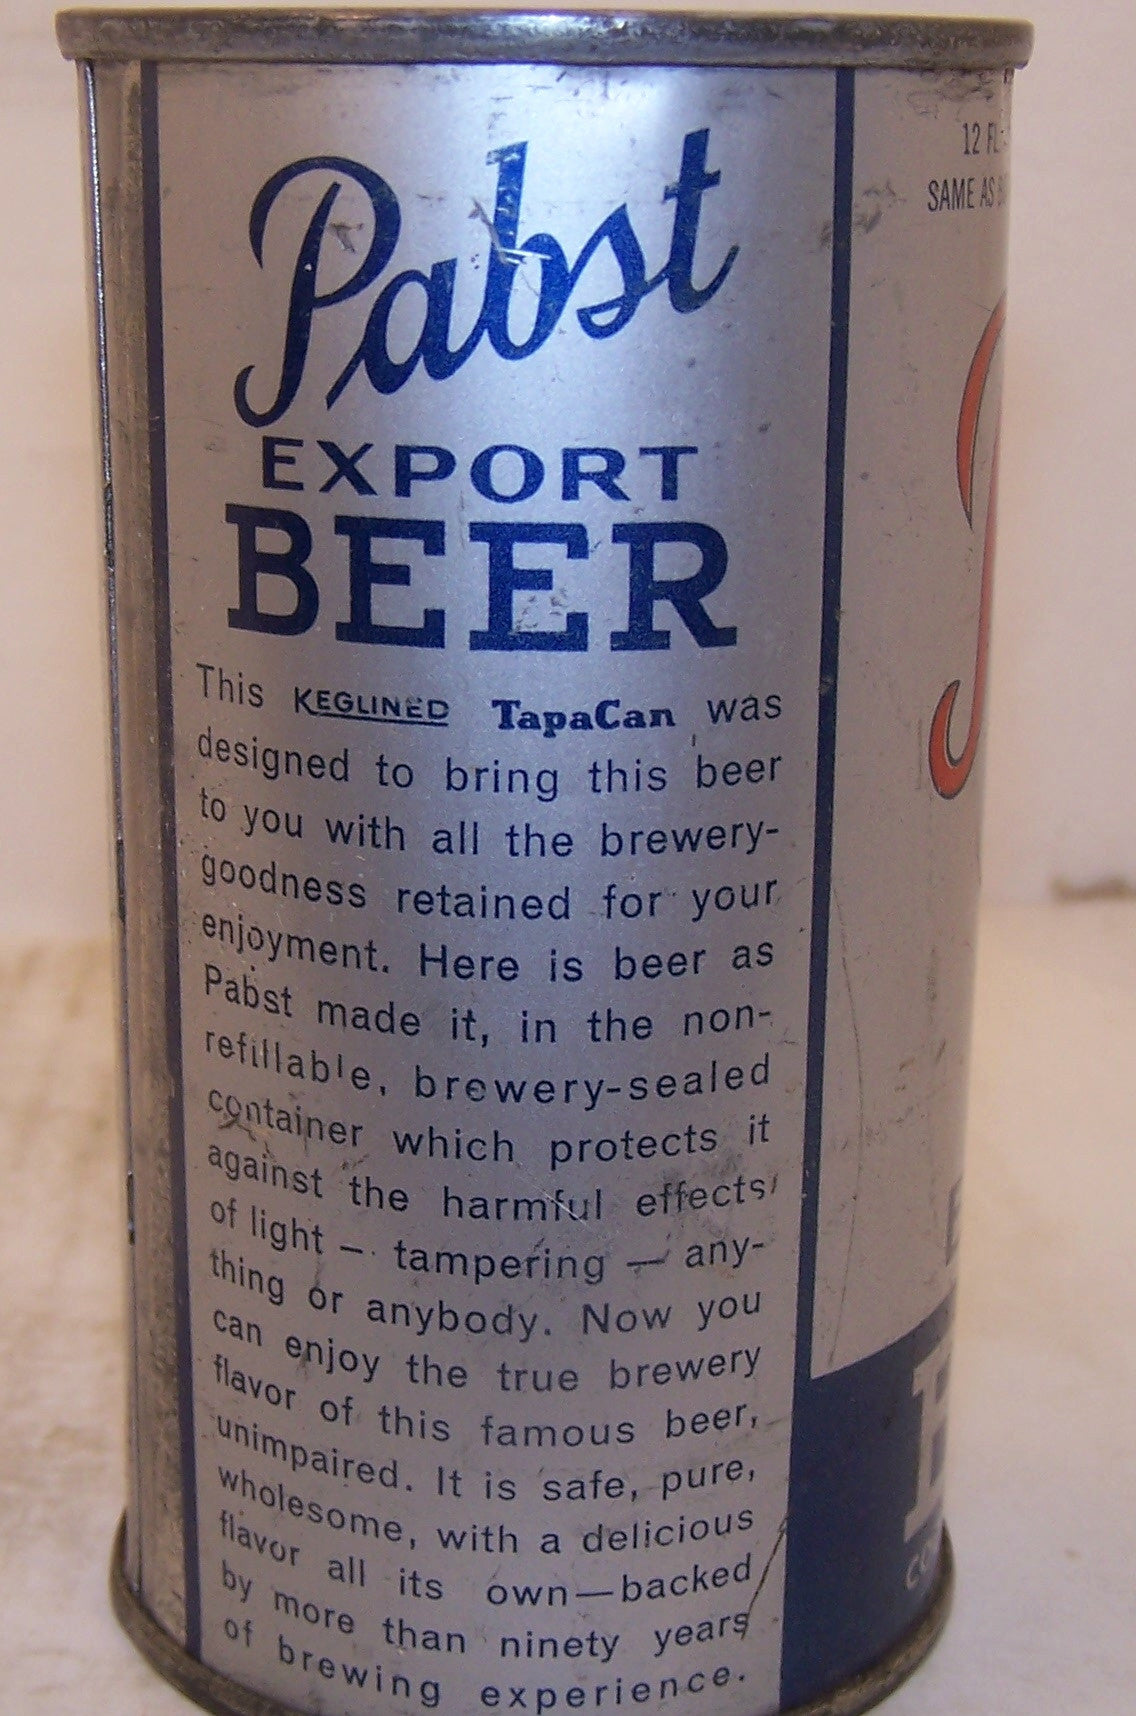 Pabst
EXPORT
BEER
This KEGLINED TapaCan was
designed to bring this beer
to you with all the brewery-
goodness retained for your
enjoyment. Here is beer as
Pabst made it, in the non-
refillable, brewery-sealed
container which protects it
against the harmful effects
of light – tampering — any-
thing or anybody. Now you
can enjoy the true brewery
flavor of this famous beer,
unimpaired. It is safe, pure,
wholesome, with a delicious
flavor all its own—backed
by more than ninety years
of brewing experience.
12 FL.
SAME AS